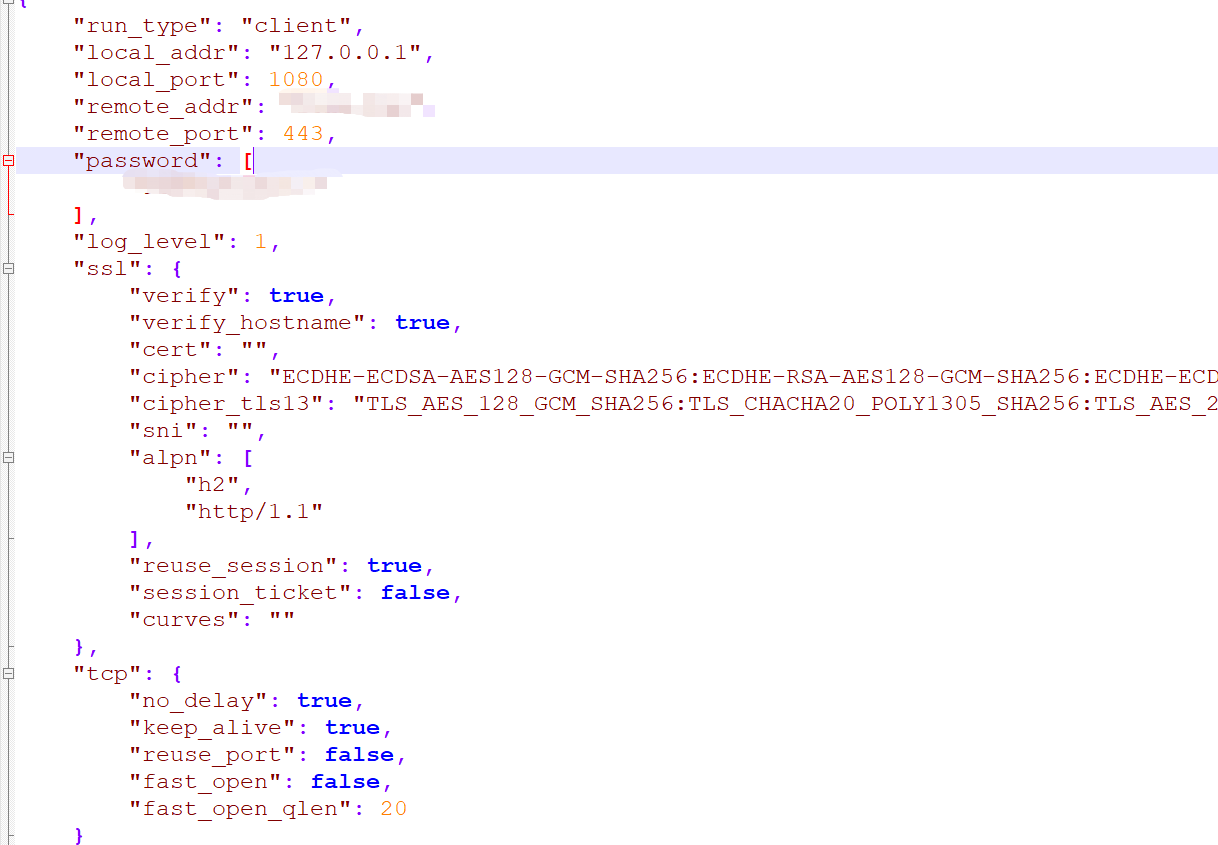 {
"run_type": "client",
"local_addr": "127.0.0.1",
"local_port": 1080,
"remote_addr":
"remote_port": 443,
"password": [
],
"log_level": 1,
"ssl": {
"verify": true,
"verify_hostname": true,
"cert": "",
"cipher": "ECDHE-ECDSA-AES128-GCM-SHA256:ECDHE-RSA-AES128-GCM-SHA256:ECDHE-ECD
"cipher_tls13": "TLS_AES_128_GCM_SHA256:TLS_CHACHA20_POLY1305_SHA256:TLS_AES_2
"sni": "",
"alpn": [
"h2",
"http/1.1"
],
"reuse_session": true,
"session_ticket": false,
"curves": ""
},
"tcp": {
"no_delay": true,
"keep_alive": true,
"reuse_port": false,
"fast_open": false,
"fast_open_qlen": 20
}